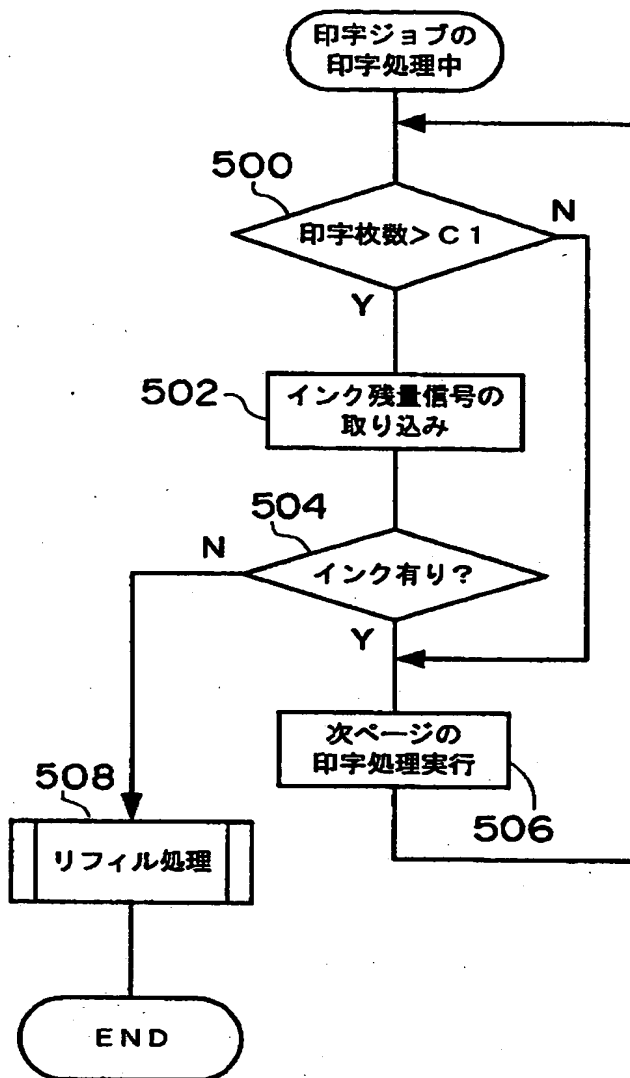 印字ジョブの
印字処理中
500
印字枚数>C1
N
Y
502
インク残量信号の
取り込み
504
N
インク有り?
Y
次ページの
印字処理実行
506
508
リフィル処理
END